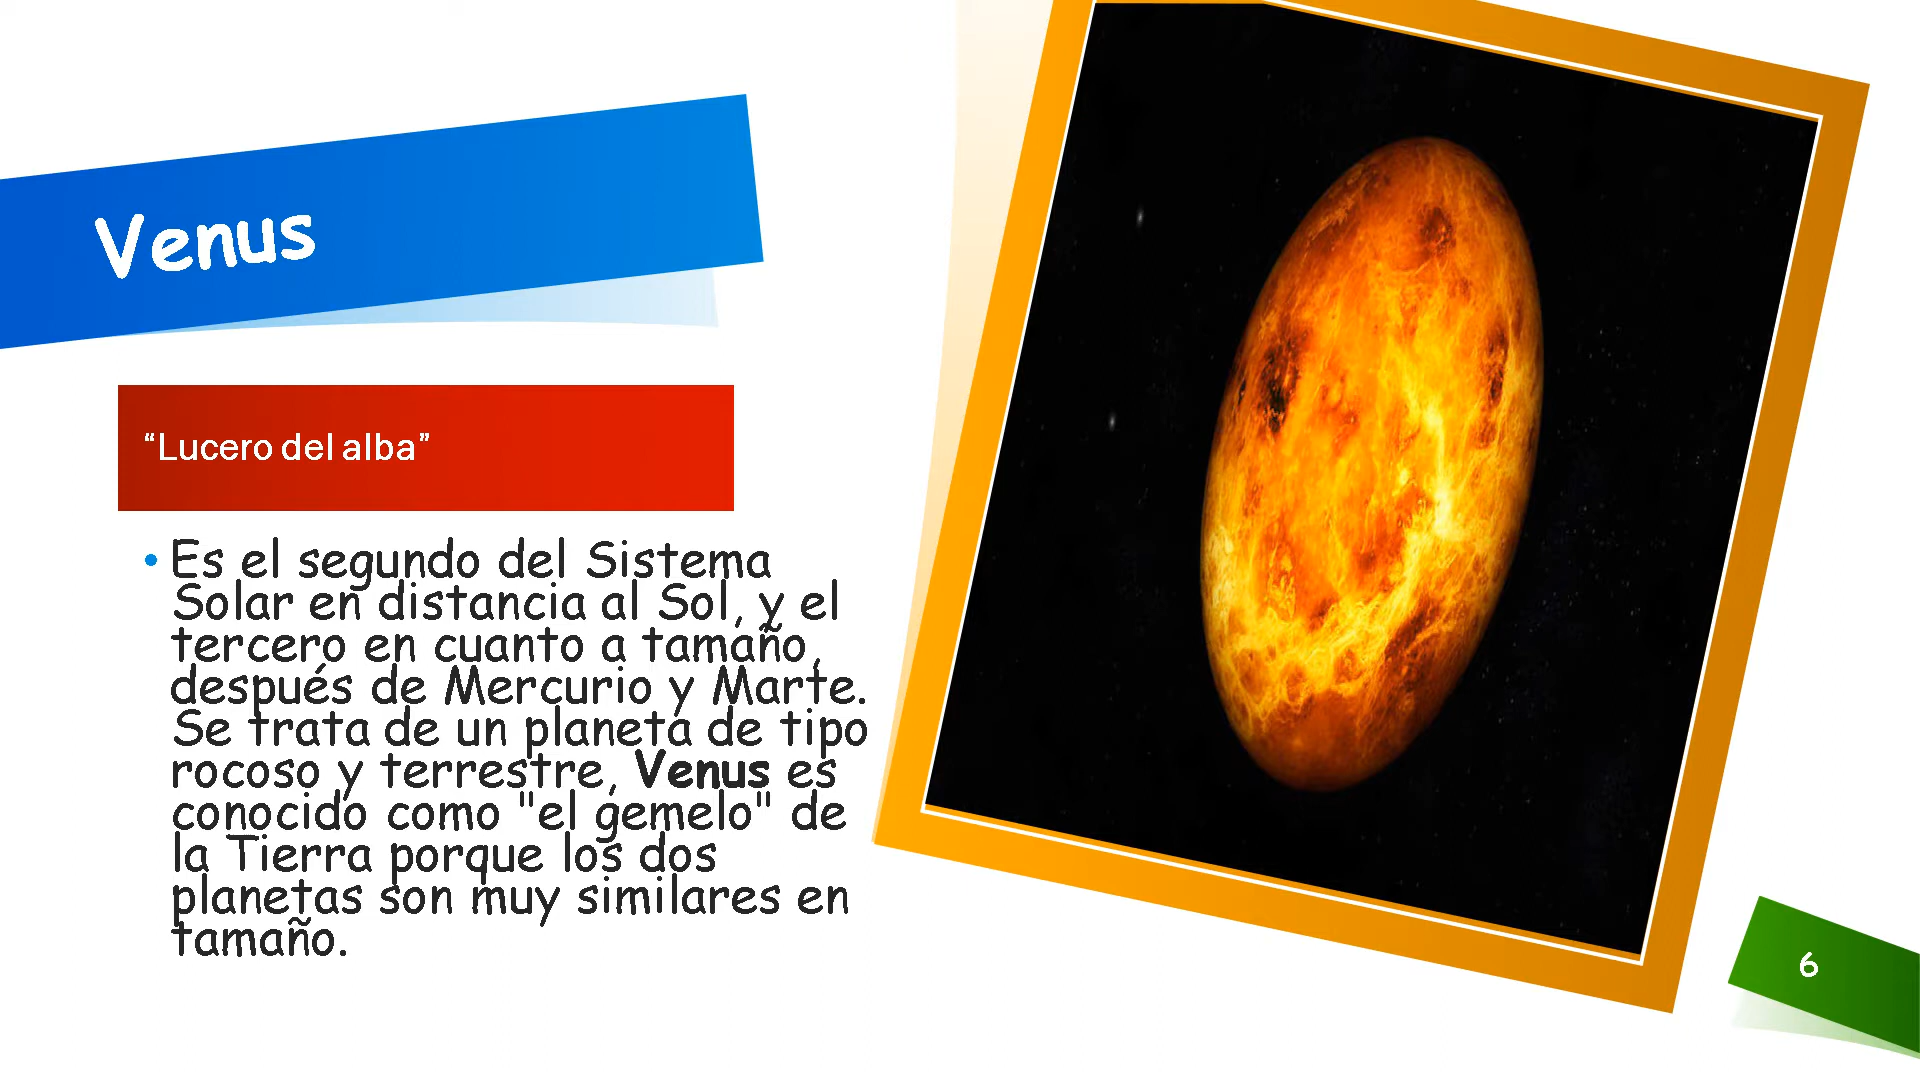 Venus
“Lucero del alba”
• Es el segundo del Sistema
Solar en distancia al Sol, y el
tercero en cuanto a tamaño,
después de Mercurio y Marte.
Se trata de un planeta de tipo
rocoso y terrestre, Venus es
conocido como "el gemelo" de
la Tierra porque los dos
planetas son muy similares en
tamaño.
6